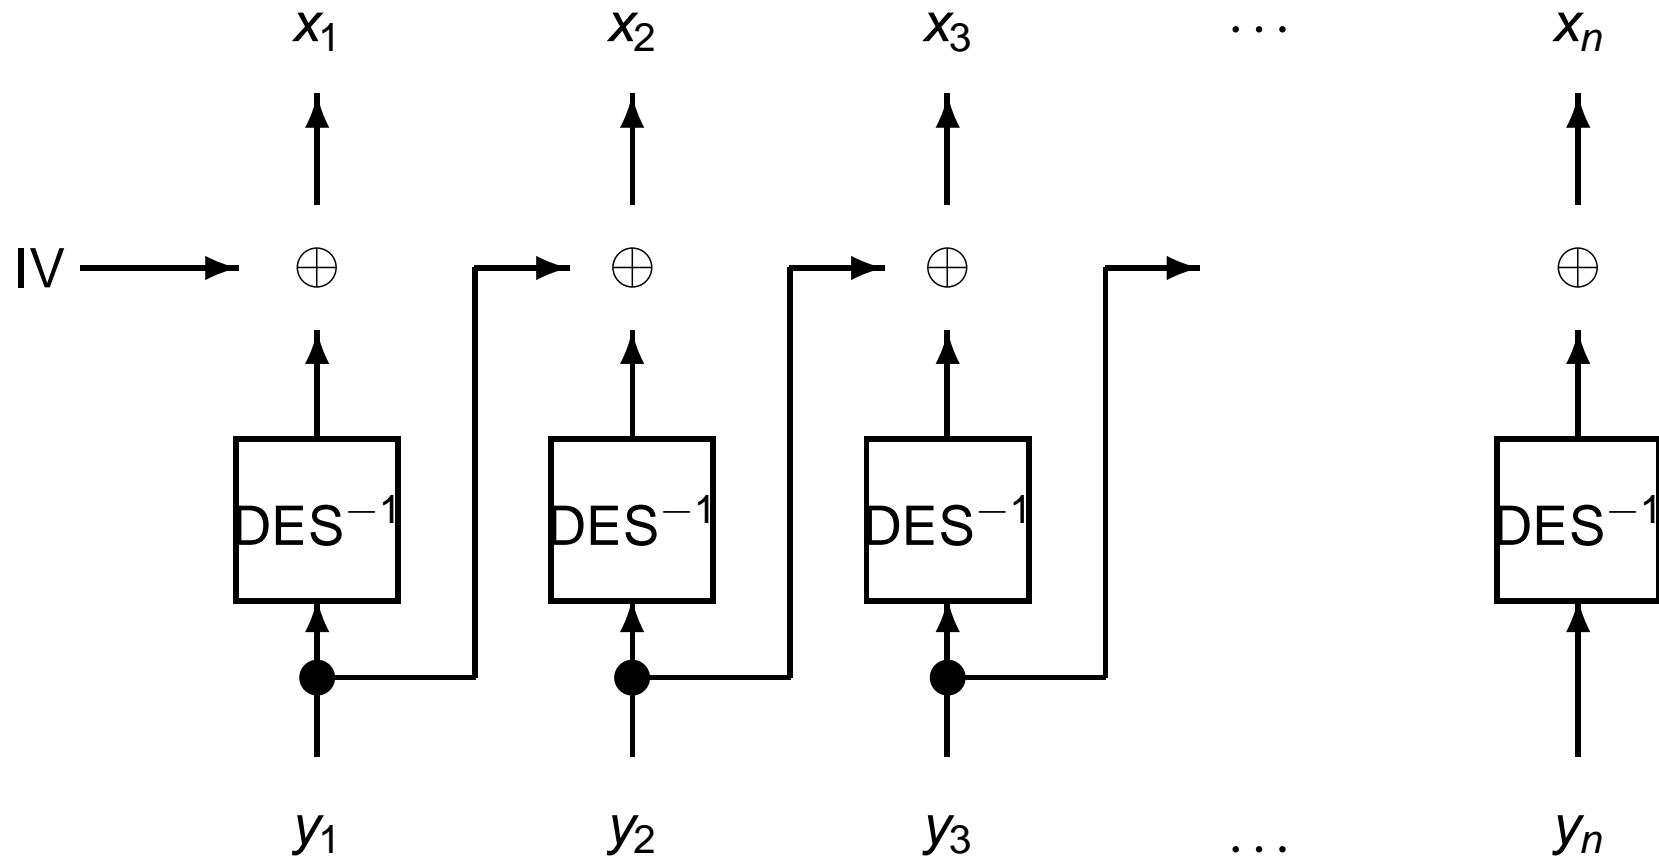 x₁ x₂ x₃ ··· xₙ
IV ⊕ ⊕ ⊕ ⊕
DES⁻¹ DES⁻¹ DES⁻¹ DES⁻¹
y₁ y₂ y₃ ... yₙ